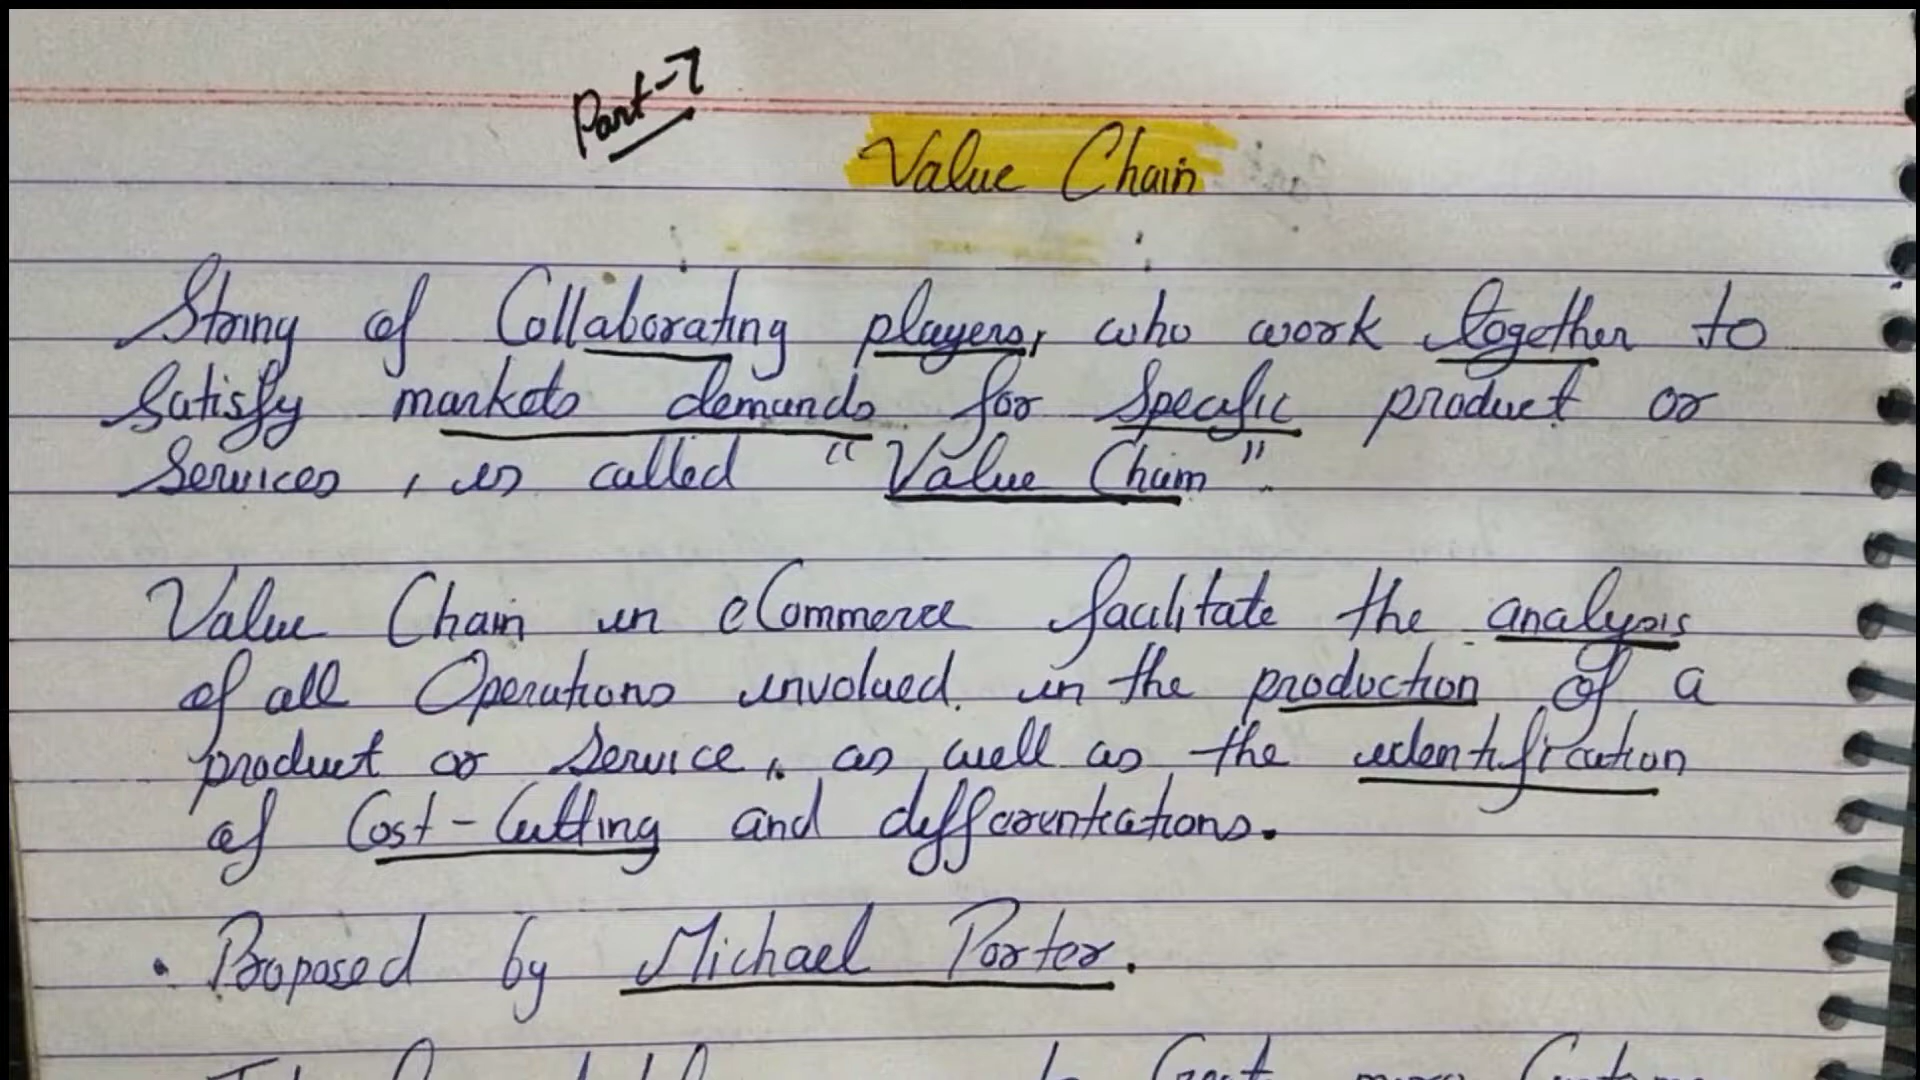 Part-7
Value Chain
String of Collaborating players, who work together to
Satisfy markets demands for Specific product or
Services, is called "Value Chain".
Value Chain in eCommerce facilitate the analysis
of all Operations involved in the production of a
product or Service, as well as the identification
of Cost-Cutting and differentiations.
• Proposed by Michael Porter.